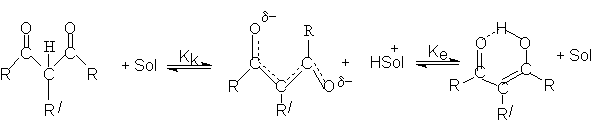 O H O
C C C
R R
R/
+ Sol
Kk
O δ–
R
C C
R C O δ–
R/
+
HSol +
Ke
H
O O
C C
R C R
R/
+ Sol